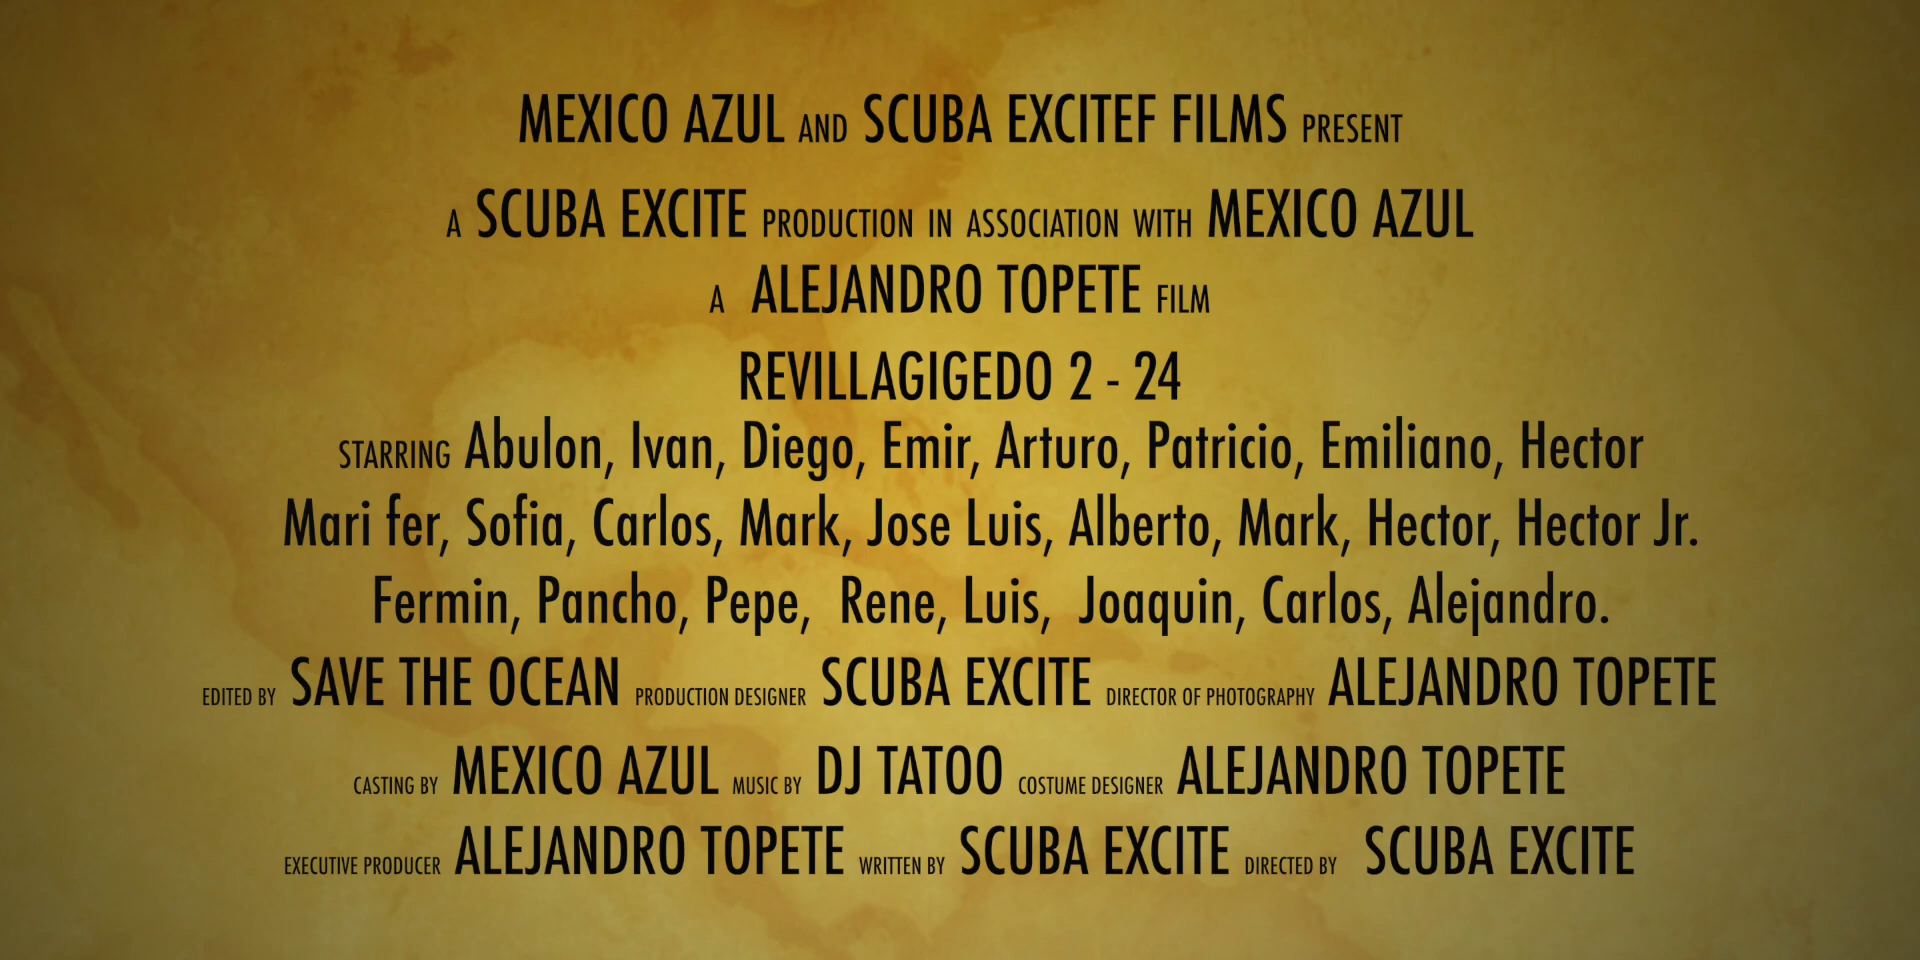 MEXICO AZUL AND SCUBA EXCITEF FILMS PRESENT
A SCUBA EXCITE PRODUCTION IN ASSOCIATION WITH MEXICO AZUL
A ALEJANDRO TOPETE FILM
REVILLAGIGEDO 2 - 24
STARRING Abulon, Ivan, Diego, Emir, Arturo, Patricio, Emiliano, Hector
Mari fer, Sofia, Carlos, Mark, Jose Luis, Alberto, Mark, Hector, Hector Jr.
Fermin, Pancho, Pepe, Rene, Luis, Joaquin, Carlos, Alejandro.
EDITED BY SAVE THE OCEAN PRODUCTION DESIGNER SCUBA EXCITE DIRECTOR OF PHOTOGRAPHY ALEJANDRO TOPETE
CASTING BY MEXICO AZUL MUSIC BY DJ TATOO COSTUME DESIGNER ALEJANDRO TOPETE
EXECUTIVE PRODUCER ALEJANDRO TOPETE WRITTEN BY SCUBA EXCITE DIRECTED BY SCUBA EXCITE